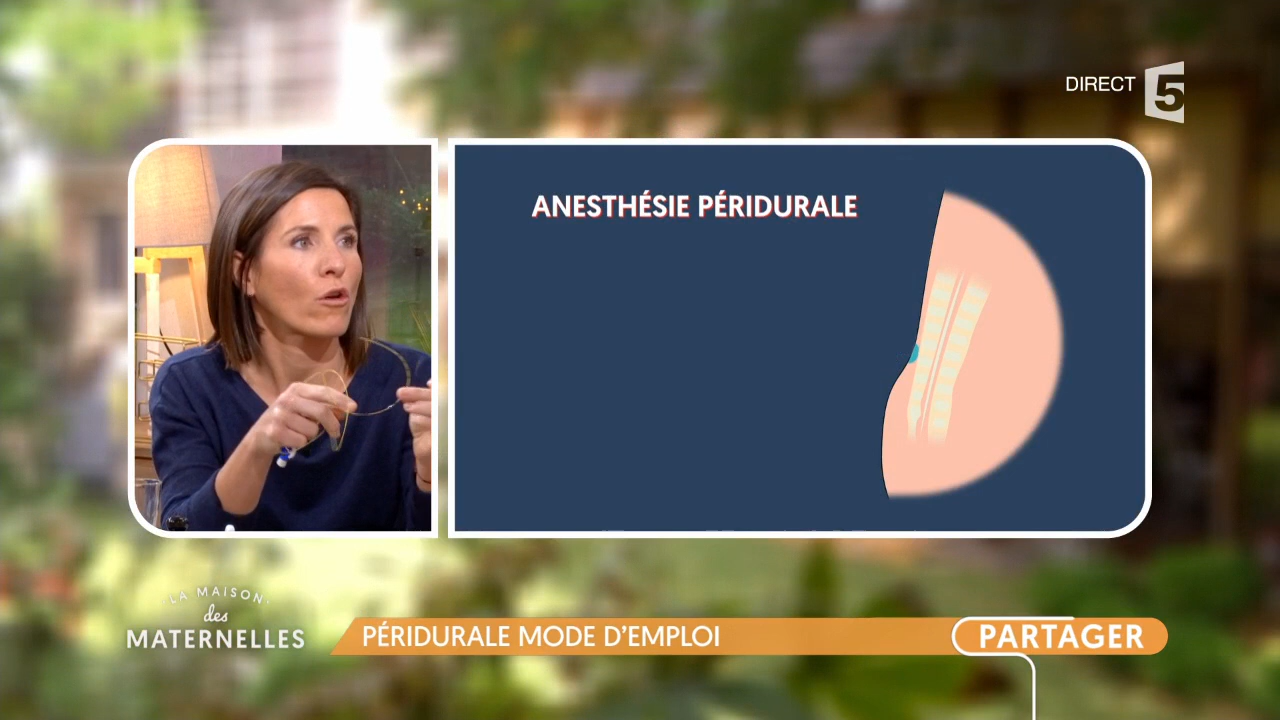 DIRECT 5
ANESTHÉSIE PÉRIDURALE
LA MAISON
des
MATERNELLES
PÉRIDURALE MODE D'EMPLOI
PARTAGER